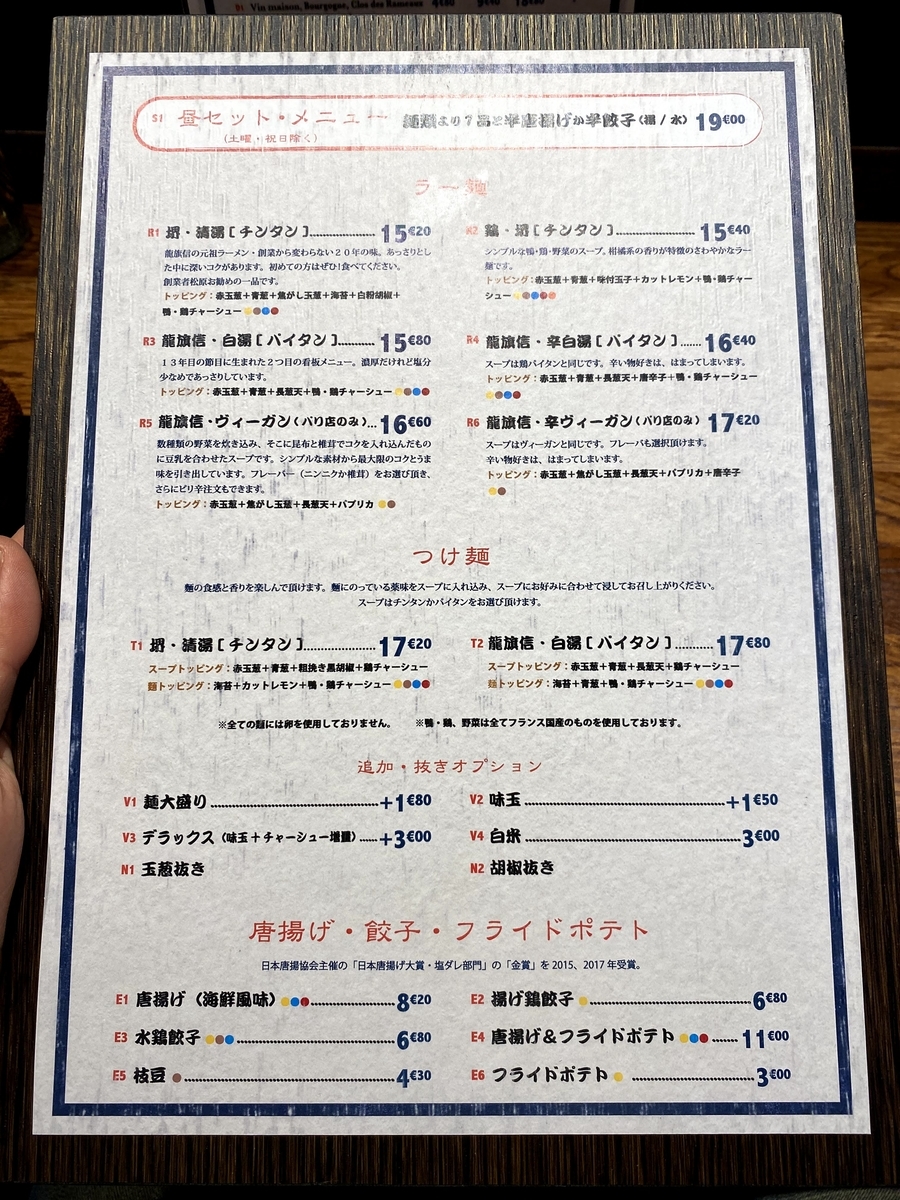 Vin maison, Bourgogne, Clos des Rameaux
S1 昼セット・メニュー 麺類より1品と半唐揚げか半餃子(揚 / 水) 19€00
(土曜・祝日除く)
ラー麺
R1 堺・清湯[チンタン] 15€20
龍旗信の元祖ラーメン・創業から変わらない20年の味。あっさりとし
た中に深いコクがあります。初めての方はぜひ!食べてください。
創業者松原お勧めの一品です。
トッピング:赤玉葱+青葱+焦がし玉葱+海苔+白粉胡椒+
鴨・鶏チャーシュー
R2 鶏・堺[チンタン] 15€40
シンプルな鴨・鶏・野菜のスープ。柑橘系の香りが特徴のさわやかなラー
麺です。
トッピング:赤玉葱+青葱+味付玉子+カットレモン+鴨・鶏チャー
シュー
R3 龍旗信・白湯[パイタン] 15€80
13年目の節目に生まれた2つ目の看板メニュー。濃厚だけれど塩分
少なめであっさりしています。
トッピング:赤玉葱+青葱+長葱天+鴨・鶏チャーシュー
R4 龍旗信・辛白湯[パイタン] 16€40
スープは鶏パイタンと同じです。辛い物好きは、はまってしまいます。
トッピング:赤玉葱+青葱+長葱天+唐辛子+鴨・鶏チャーシュー
R5 龍旗信・ヴィーガン(パリ店のみ) 16€60
数種類の野菜を炊き込み、そこに昆布と椎茸でコクを入れ込んだもの
に豆乳を合わせたスープです。シンプルな素材から最大限のコクとうま
味を引き出しています。フレーバー(ニンニクか椎茸)をお選び頂き、
さらにピリ辛注文もできます。
トッピング:赤玉葱+焦がし玉葱+長葱天+パプリカ
R6 龍旗信・辛ヴィーガン(パリ店のみ) 17€20
スープはヴィーガンと同じです。フレーバも選択頂けます。
辛い物好きは、はまってしまいます。
トッピング:赤玉葱+焦がし玉葱+長葱天+パプリカ+唐辛子
つけ麺
麺の食感と香りを楽しんで頂けます。麺にのっている薬味をスープに入れ込み、スープにお好みに合わせて浸してお召し上がりください。
スープはチンタンかパイタンをお選び頂けます。
T1 堺・清湯[チンタン] 17€20
スープトッピング:赤玉葱+青葱+粗挽き黒胡椒+鶏チャーシュー
麺トッピング:海苔+カットレモン+鴨・鶏チャーシュー
T2 龍旗信・白湯[パイタン] 17€80
スープトッピング:赤玉葱+青葱+長葱天+鶏チャーシュー
麺トッピング:海苔+青葱+鴨・鶏チャーシュー
※全ての麺には卵を使用しておりません。 ※鴨・鶏、野菜は全てフランス国産のものを使用しております。
追加・抜きオプション
V1 麺大盛り +1€80
V2 味玉 +1€50
V3 デラックス(味玉+チャーシュー増量) +3€00
V4 白米 3€00
N1 玉葱抜き
N2 胡椒抜き
唐揚げ・餃子・フライドポテト
日本唐揚協会主催の「日本唐揚げ大賞・塩ダレ部門」の「金賞」を 2015、2017 年受賞。
E1 唐揚げ(海鮮風味) 8€20
E2 揚げ鶏餃子 6€80
E3 水鶏餃子 6€80
E4 唐揚げ&フライドポテト 11€00
E5 枝豆 4€30
E6 フライドポテト 3€00